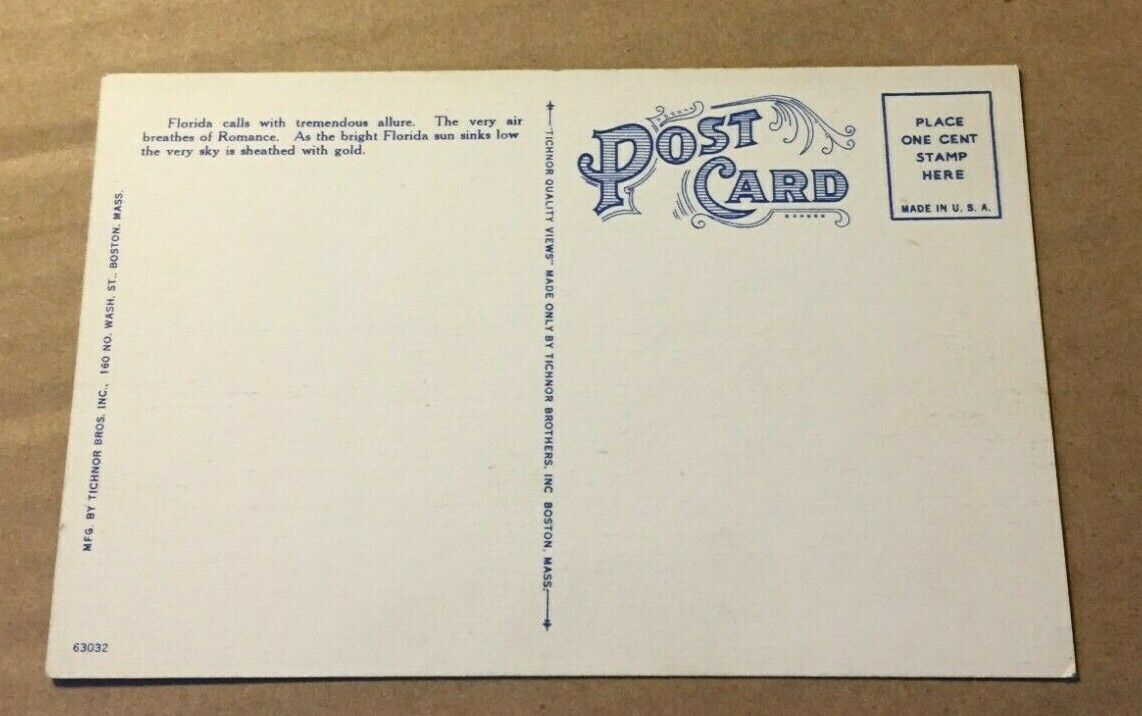 Florida calls with tremendous allure. The very air
breathes of Romance. As the bright Florida sun sinks low
the very sky is sheathed with gold.
MFG. BY TICHNOR BROS. INC., 160 NO. WASH. ST., BOSTON, MASS.
63032
TICHNOR QUALITY VIEWS" MADE ONLY BY TICHNOR BROTHERS, INC BOSTON, MASS.
POST
CARD
PLACE
ONE CENT
STAMP
HERE
MADE IN U. S. A.